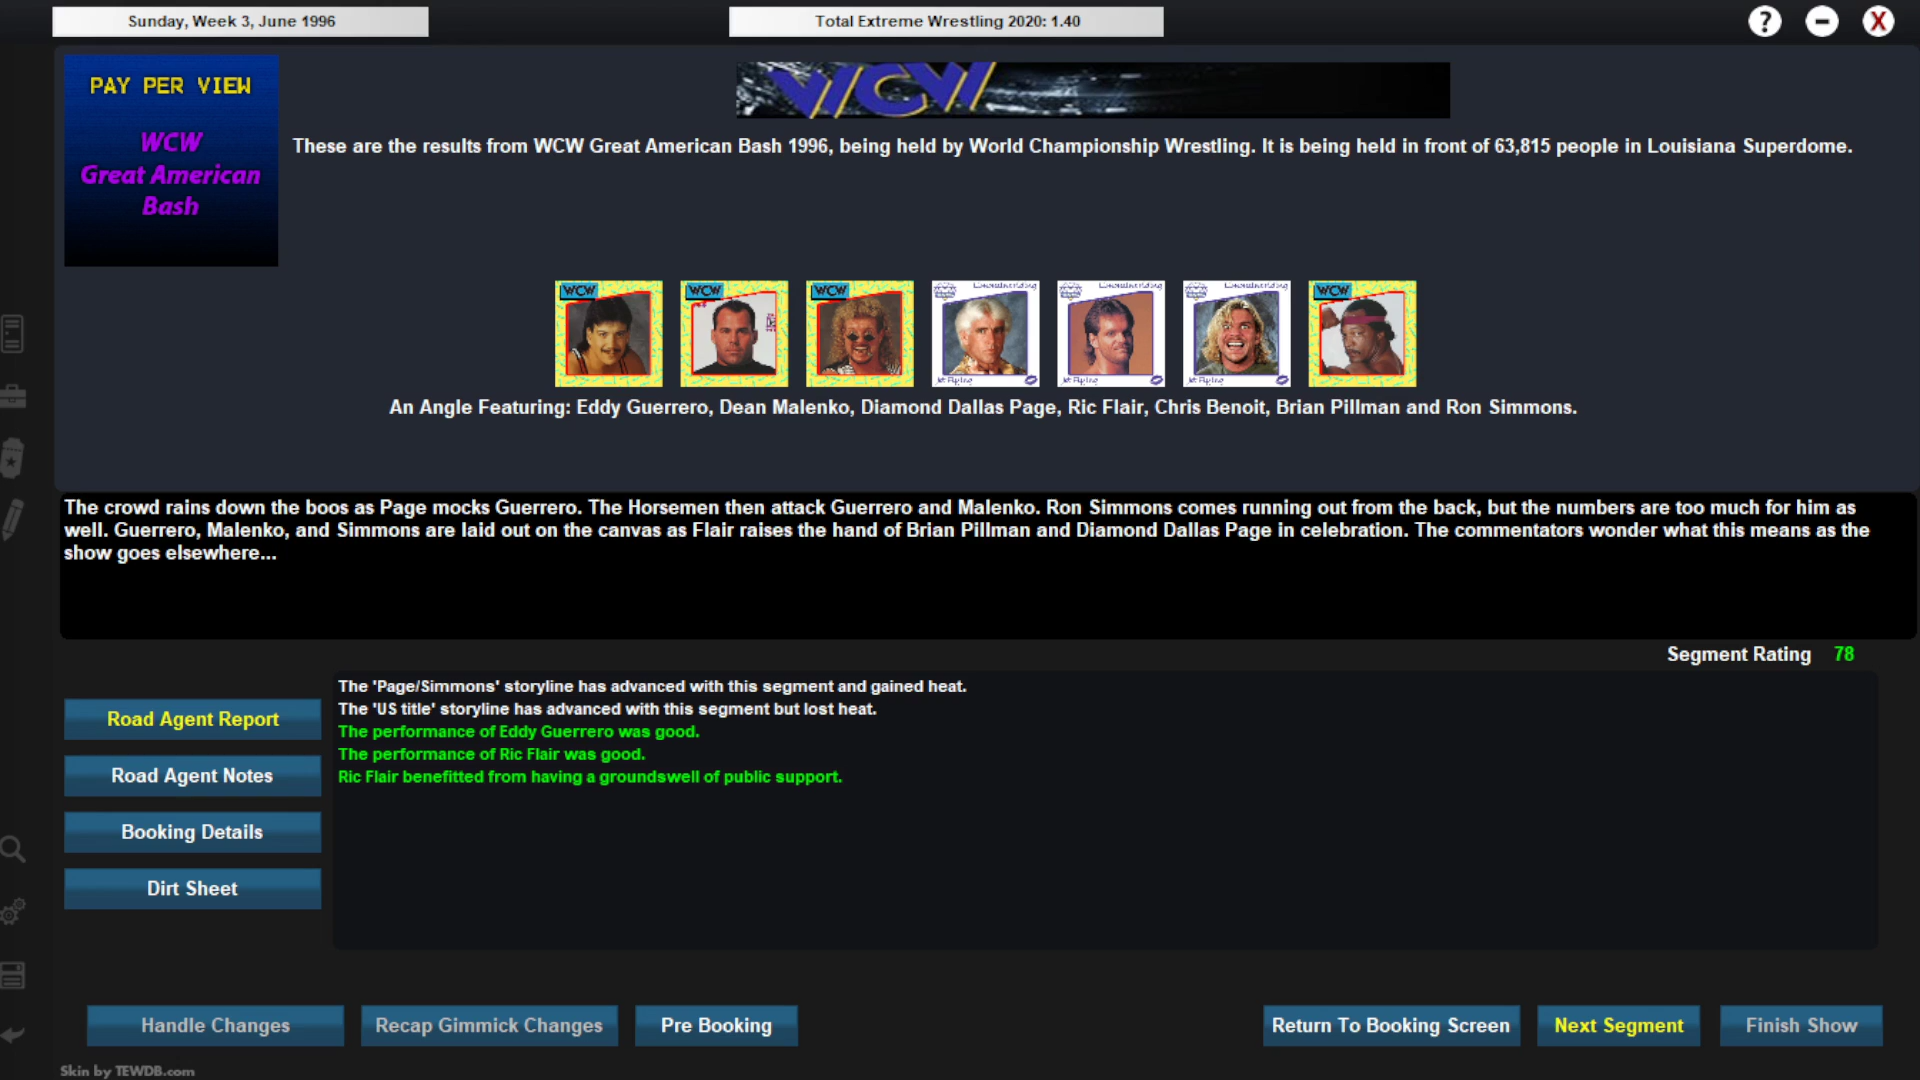 Sunday, Week 3, June 1996
Total Extreme Wrestling 2020: 1.40
?
X
PAY PER VIEW
WCW
Great American
Bash
WCW
These are the results from WCW Great American Bash 1996, being held by World Championship Wrestling. It is being held in front of 63,815 people in Louisiana Superdome.
WCW
WCW
WCW
WCW
An Angle Featuring: Eddy Guerrero, Dean Malenko, Diamond Dallas Page, Ric Flair, Chris Benoit, Brian Pillman and Ron Simmons.
The crowd rains down the boos as Page mocks Guerrero. The Horsemen then attack Guerrero and Malenko. Ron Simmons comes running out from the back, but the numbers are too much for him as
well. Guerrero, Malenko, and Simmons are laid out on the canvas as Flair raises the hand of Brian Pillman and Diamond Dallas Page in celebration. The commentators wonder what this means as the
show goes elsewhere...
Segment Rating 78
The 'Page/Simmons' storyline has advanced with this segment and gained heat.
The 'US title' storyline has advanced with this segment but lost heat.
The performance of Eddy Guerrero was good.
The performance of Ric Flair was good.
Ric Flair benefitted from having a groundswell of public support.
Road Agent Report
Road Agent Notes
Booking Details
Dirt Sheet
Handle Changes
Recap Gimmick Changes
Pre Booking
Return To Booking Screen
Next Segment
Finish Show
Skin by TEWDB.com